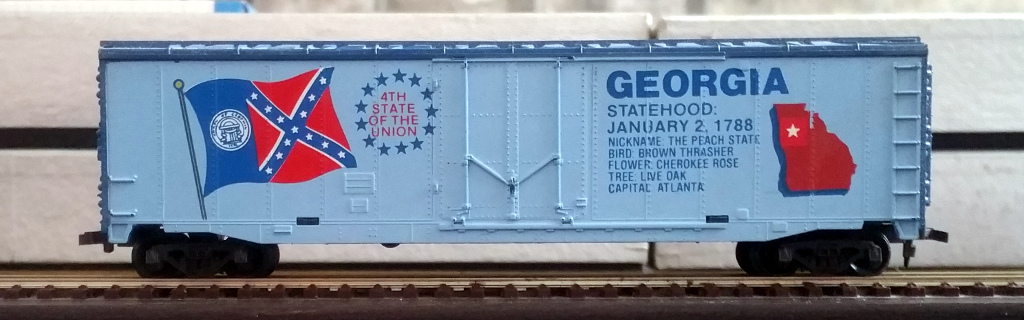 4TH
STATE
OF THE
UNION
GEORGIA
STATEHOOD:
JANUARY 2, 1788
NICKNAME: THE PEACH STATE
BIRD: BROWN THRASHER
FLOWER: CHEROKEE ROSE
TREE: LIVE OAK
CAPITAL: ATLANTA